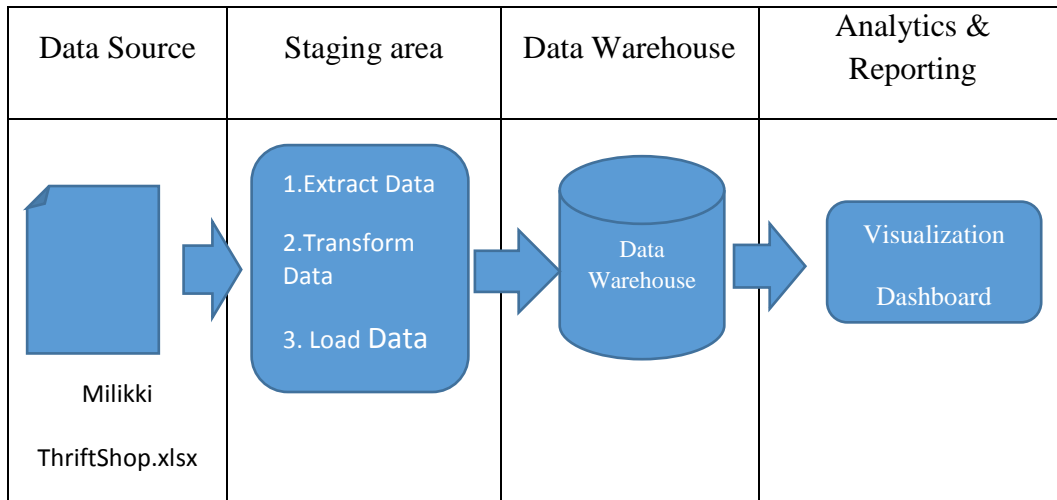 Data Source
Staging area
Data Warehouse
Analytics &
Reporting
Milikki
ThriftShop.xlsx
1.Extract Data
2.Transform
Data
3. Load Data
Data
Warehouse
Visualization
Dashboard